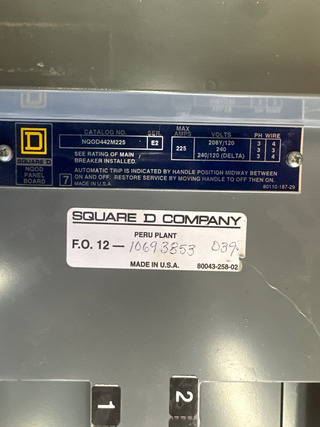 CATALOG NO. SER. MAX AMPS VOLTS PH WIRE
NQOD442M225 E2 225 208Y/120 3 4
240 3 3
240/120 (DELTA) 3 4
SEE RATING OF MAIN
BREAKER INSTALLED.
D
SQUARE D
NQOD
PANEL
BOARD
7
AUTOMATIC TRIP IS INDICATED BY HANDLE POSITION MIDWAY BETWEEN
ON AND OFF; RESTORE SERVICE BY MOVING HANDLE TO OFF THEN ON.
MADE IN U.S.A. 80110-187-29
SQUARE D COMPANY
PERU PLANT
F.O. 12 — 10693853 D39
MADE IN U.S.A. 80043-258-02
1
2